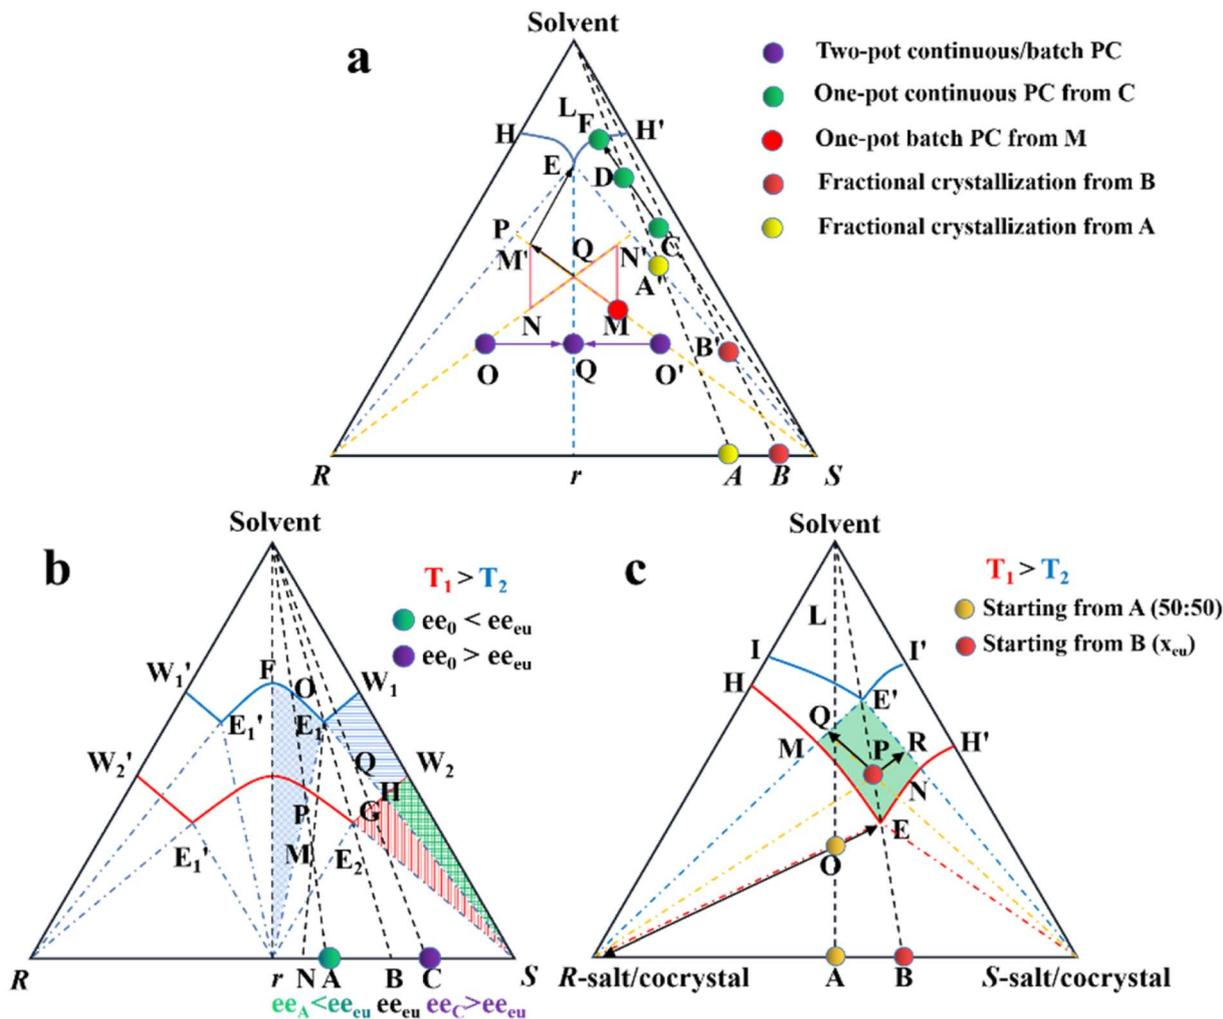 Solvent
a
Two-pot continuous/batch PC
One-pot continuous PC from C
One-pot batch PC from M
Fractional crystallization from B
Fractional crystallization from A
L
F
H
H'
E
D
P
C
M'
Q
N'
A'
N
M
B'
O
Q
O'
R
r
A
B
S
Solvent
b
T₁ > T₂
ee₀ < eeₑᵤ
ee₀ > eeₑᵤ
F
O
W₁'
W₁
E₁'
E₁
W₂'
Q
W₂
H
G
P
E₁'
M
E₂
R
r
N
A
B
C
S
ee_A<eeₑᵤ eeₑᵤ ee_C>eeₑᵤ
Solvent
c
T₁ > T₂
Starting from A (50:50)
Starting from B (xₑᵤ)
L
I
I'
H
E'
Q
M
P
R
H'
N
E
O
R-salt/cocrystal
A
B
S-salt/cocrystal